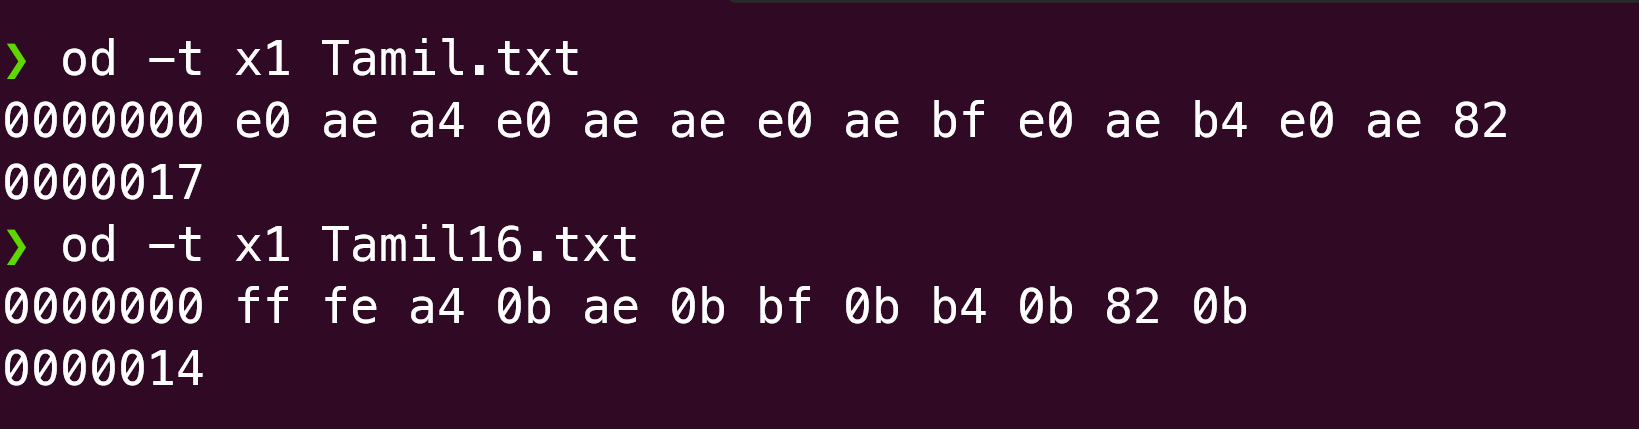 ❯ od -t x1 Tamil.txt
0000000 e0 ae a4 e0 ae ae e0 ae bf e0 ae b4 e0 ae 82
0000017
❯ od -t x1 Tamil16.txt
0000000 ff fe a4 0b ae 0b bf 0b b4 0b 82 0b
0000014